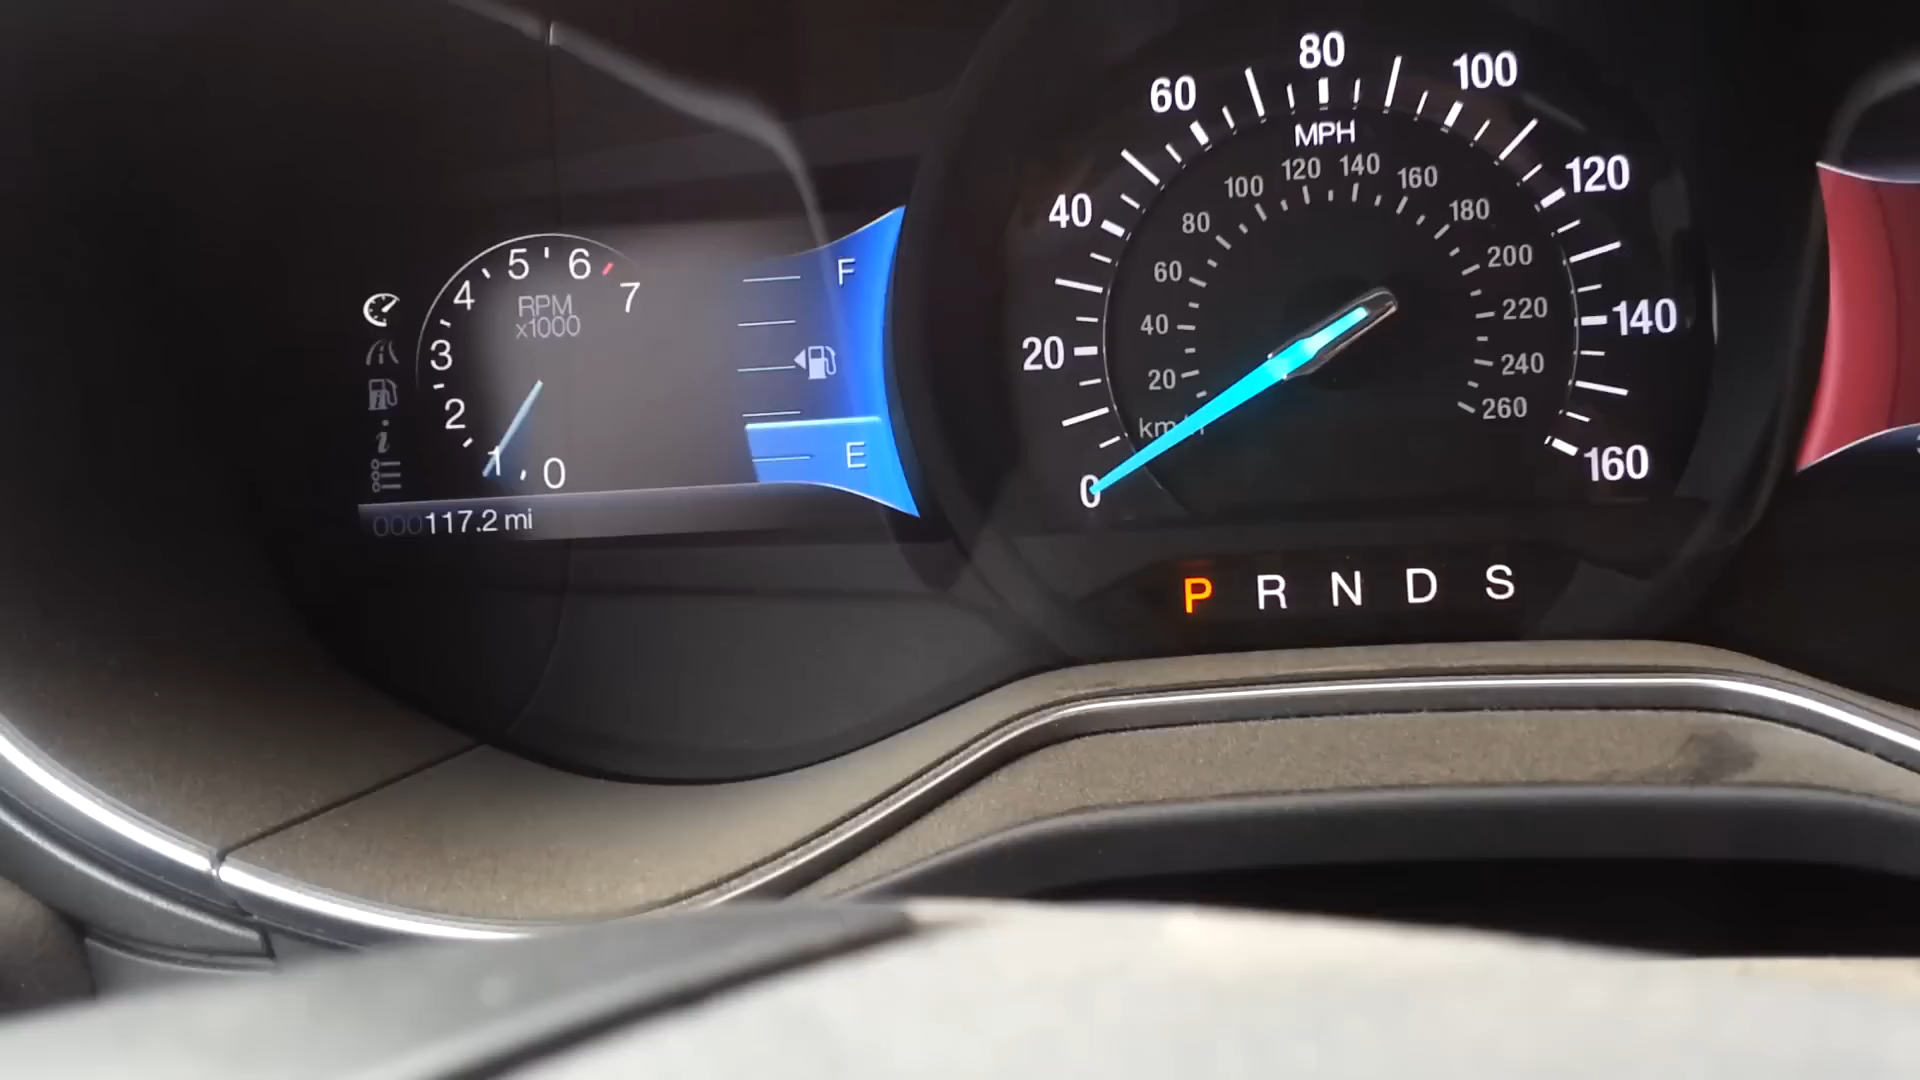 5 6
4 7
RPM
x1000
3
2
1 0
000117.2 mi
F
E
0 20 40 60 80 100 120 140 160
MPH
20 40 60 80 100 120 140 160 180 200 220 240 260
P R N D S